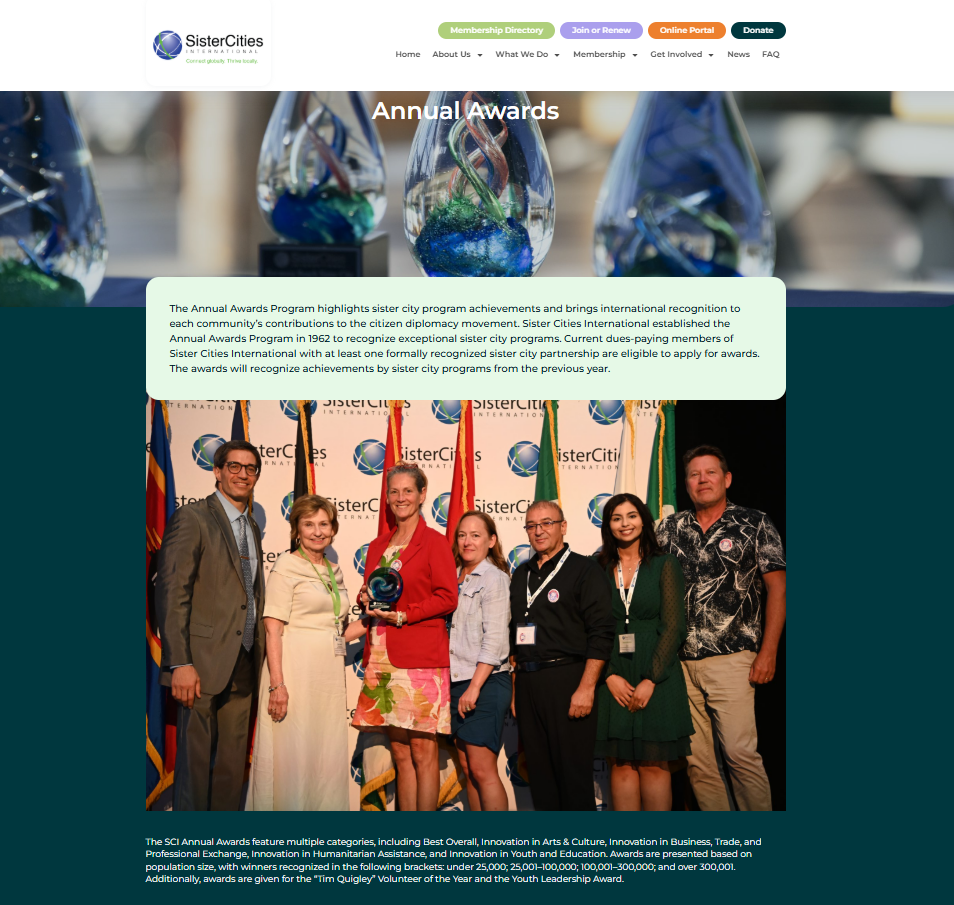 SisterCities
INTERNATIONAL
Connect globally. Thrive locally.
Membership Directory
Join or Renew
Online Portal
Donate
Home
About Us
What We Do
Membership
Get Involved
News
FAQ
Annual Awards
The Annual Awards Program highlights sister city program achievements and brings international recognition to
each community’s contributions to the citizen diplomacy movement. Sister Cities International established the
Annual Awards Program in 1962 to recognize exceptional sister city programs. Current dues-paying members of
Sister Cities International with at least one formally recognized sister city partnership are eligible to apply for awards.
The awards will recognize achievements by sister city programs from the previous year.
SisterCities
INTERNATIONAL
The SCI Annual Awards feature multiple categories, including Best Overall, Innovation in Arts & Culture, Innovation in Business, Trade, and
Professional Exchange, Innovation in Humanitarian Assistance, and Innovation in Youth and Education. Awards are presented based on
population size, with winners recognized in the following brackets: under 25,000; 25,001–100,000; 100,001–300,000; and over 300,001.
Additionally, awards are given for the “Tim Quigley” Volunteer of the Year and the Youth Leadership Award.